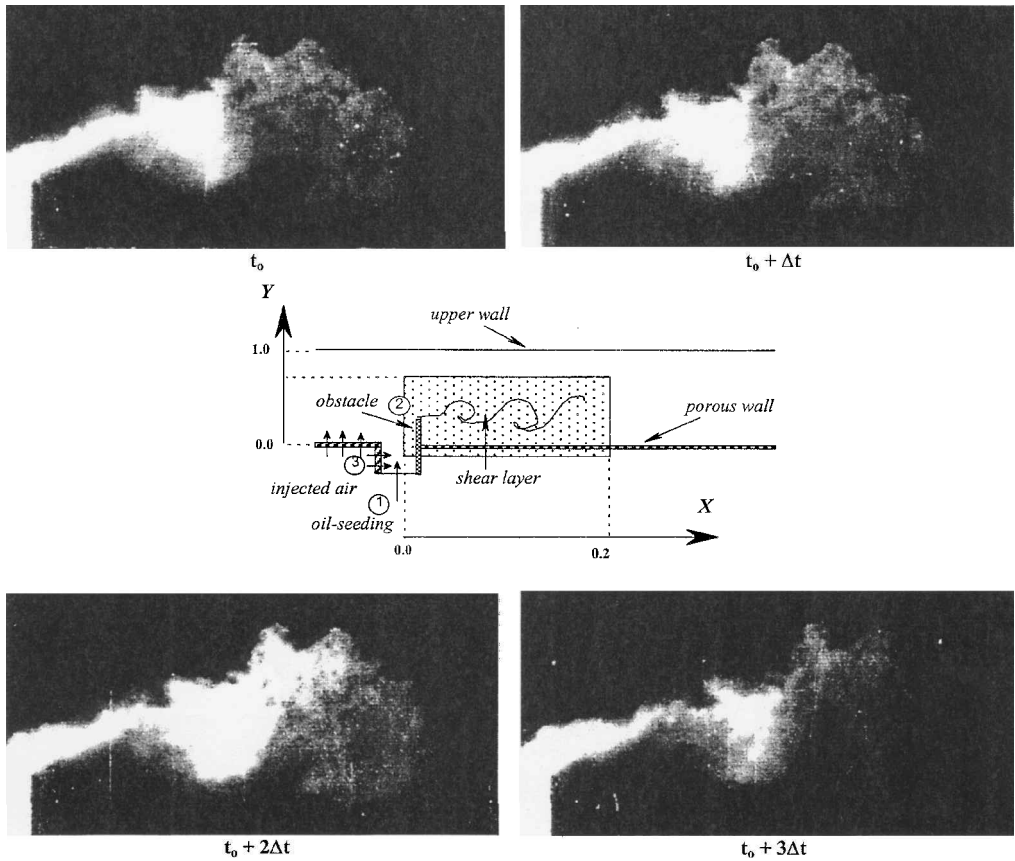 t₀
t₀ + Δt
Y
upper wall
1.0
obstacle
②
porous wall
0.0
③
injected air
shear layer
①
oil-seeding
X
0.0
0.2
t₀ + 2Δt
t₀ + 3Δt